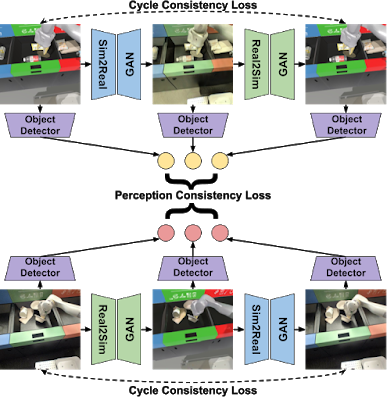 Cycle Consistency Loss
Sim2Real
GAN
Real2Sim
GAN
Object
Detector
Object
Detector
Object
Detector
Perception Consistency Loss
Object
Detector
Object
Detector
Object
Detector
Real2Sim
GAN
Sim2Real
GAN
Cycle Consistency Loss